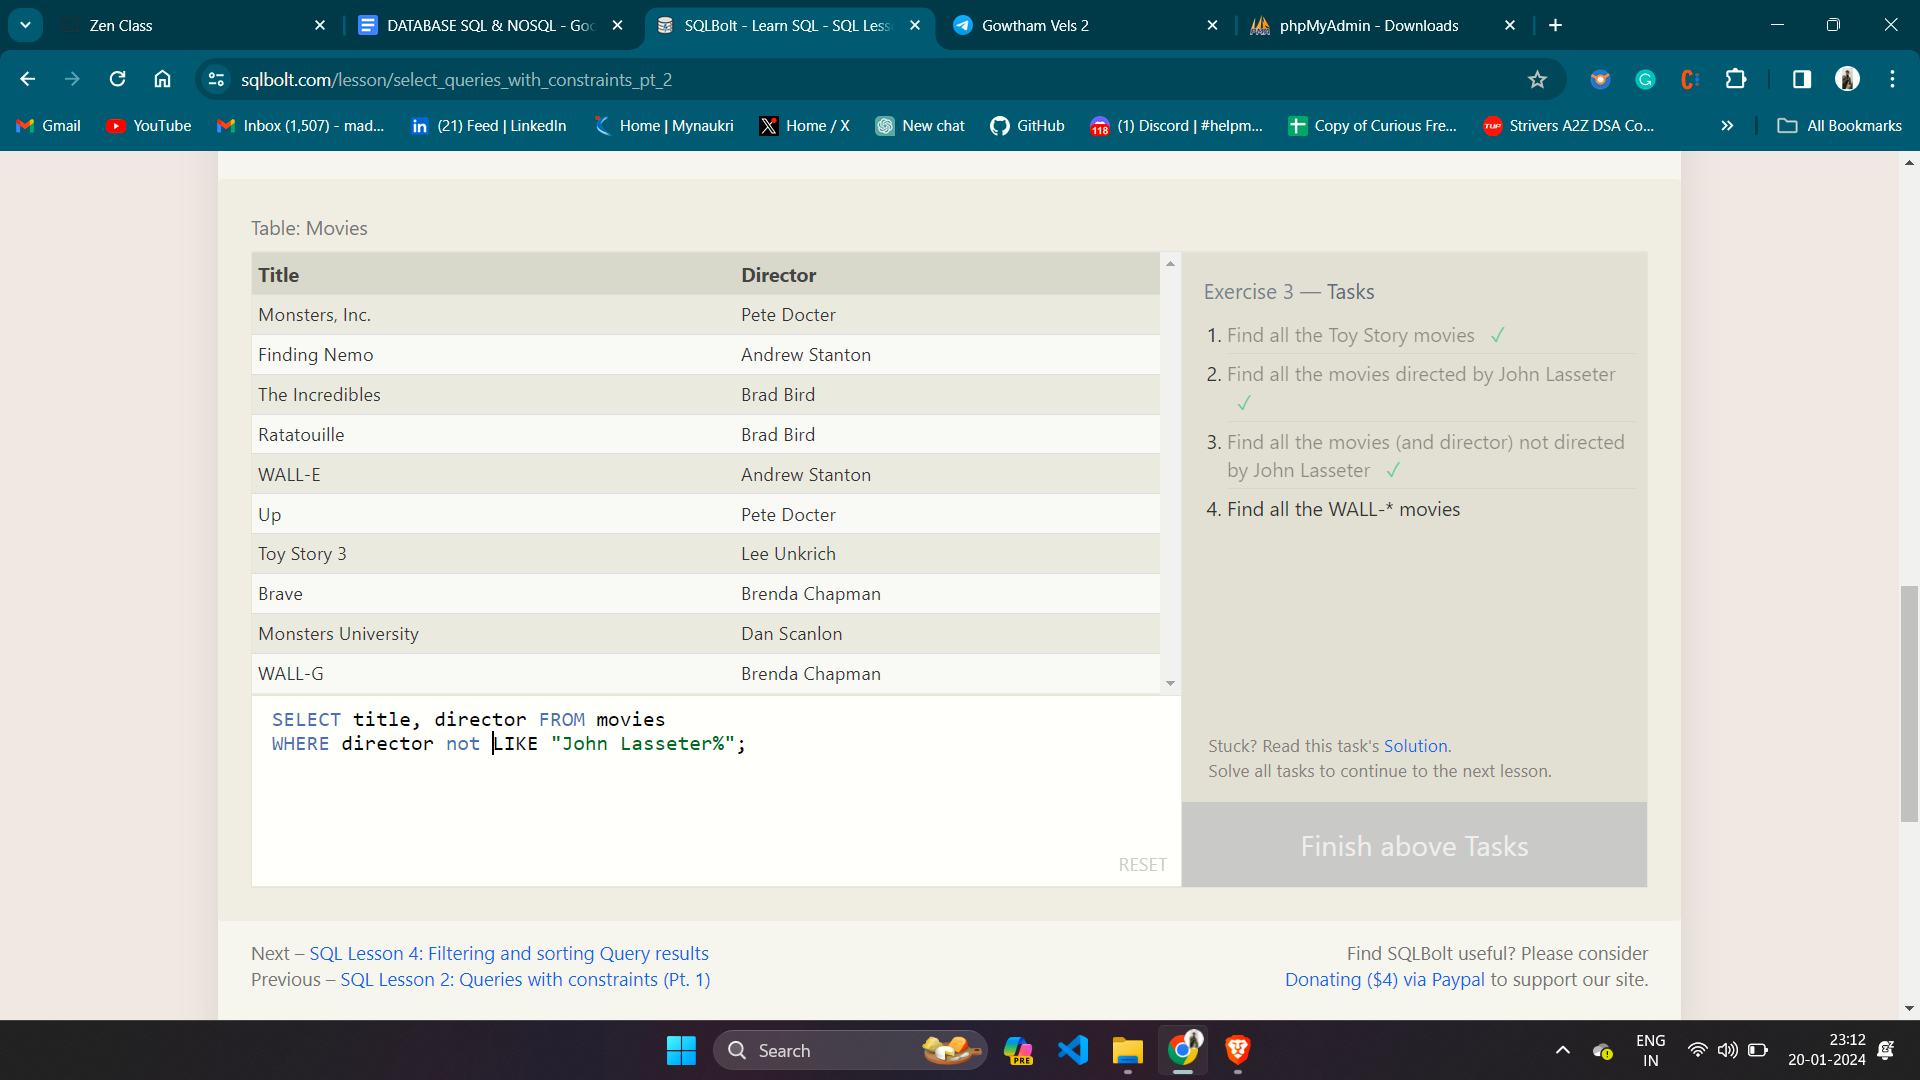 Zen Class
DATABASE SQL & NOSQL - Goo
SQLBolt - Learn SQL - SQL Less
Gowtham Vels 2
phpMyAdmin - Downloads
sqlbolt.com/lesson/select_queries_with_constraints_pt_2
Gmail
YouTube
Inbox (1,507) - mad...
(21) Feed | LinkedIn
Home | Mynaukri
Home / X
New chat
GitHub
118
(1) Discord | #helpm...
Copy of Curious Fre...
TUF
Strivers A2Z DSA Co...
All Bookmarks
Table: Movies
Title Director
Monsters, Inc. Pete Docter
Finding Nemo Andrew Stanton
The Incredibles Brad Bird
Ratatouille Brad Bird
WALL-E Andrew Stanton
Up Pete Docter
Toy Story 3 Lee Unkrich
Brave Brenda Chapman
Monsters University Dan Scanlon
WALL-G Brenda Chapman
SELECT title, director FROM movies
WHERE director not LIKE "John Lasseter%";
RESET
Exercise 3 — Tasks
1. Find all the Toy Story movies ✓
2. Find all the movies directed by John Lasseter
✓
3. Find all the movies (and director) not directed
by John Lasseter ✓
4. Find all the WALL-* movies
Stuck? Read this task's Solution.
Solve all tasks to continue to the next lesson.
Finish above Tasks
Next – SQL Lesson 4: Filtering and sorting Query results
Previous – SQL Lesson 2: Queries with constraints (Pt. 1)
Find SQLBolt useful? Please consider
Donating ($4) via Paypal to support our site.
Search
PRE
ENG
IN
23:12
20-01-2024